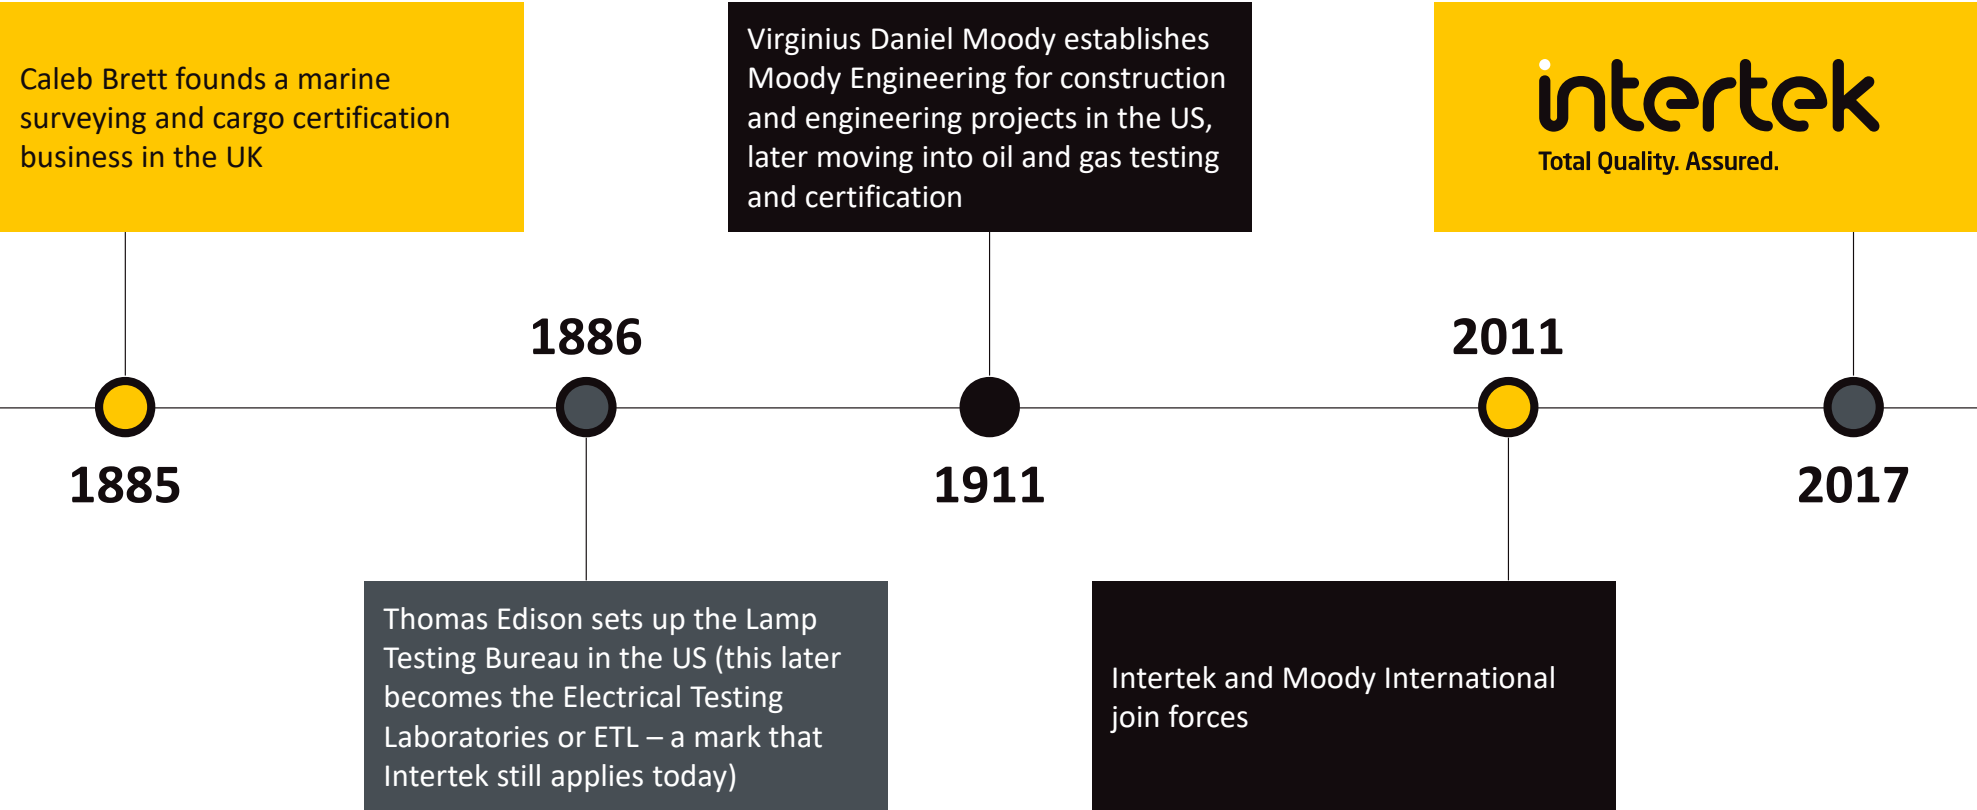 Caleb Brett founds a marine
surveying and cargo certification
business in the UK
Virginius Daniel Moody establishes
Moody Engineering for construction
and engineering projects in the US,
later moving into oil and gas testing
and certification
intertek
Total Quality. Assured.
1886
2011
1885
1911
2017
Thomas Edison sets up the Lamp
Testing Bureau in the US (this later
becomes the Electrical Testing
Laboratories or ETL – a mark that
Intertek still applies today)
Intertek and Moody International
join forces